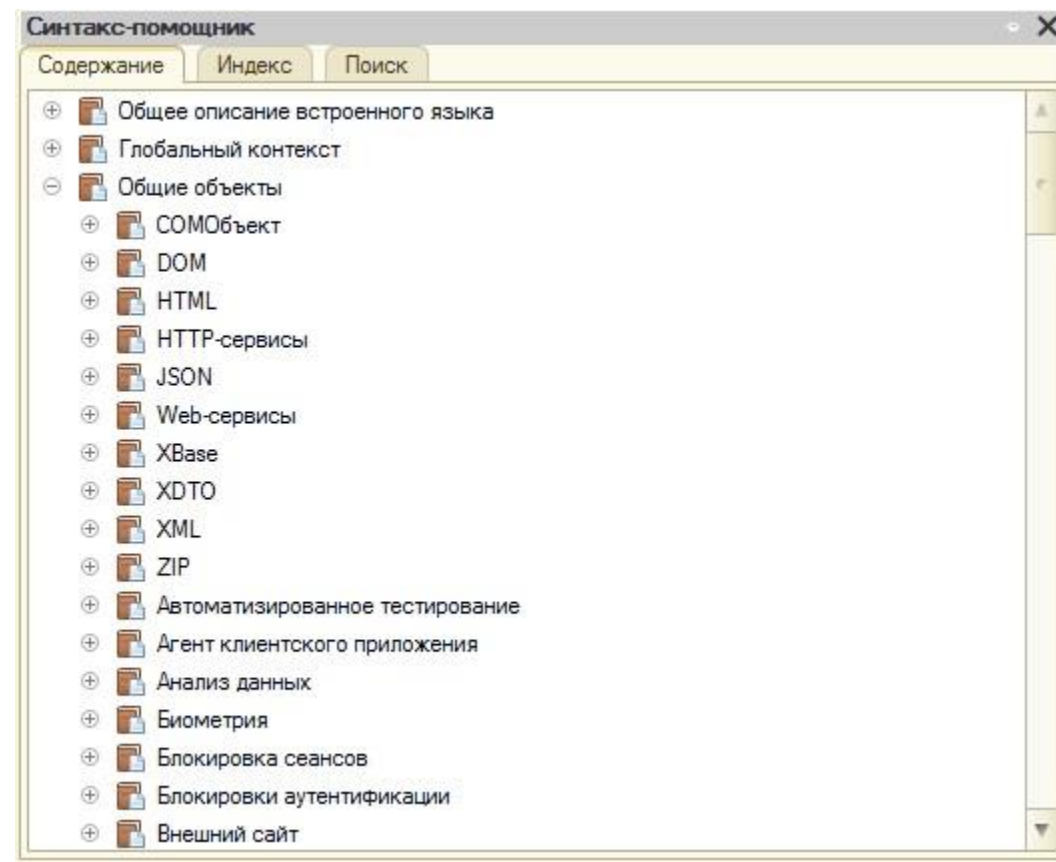 Синтакс-помощник
Содержание Индекс Поиск
Общее описание встроенного языка
Глобальный контекст
Общие объекты
COMОбъект
DOM
HTML
HTTP-сервисы
JSON
Web-сервисы
XBase
XDTO
XML
ZIP
Автоматизированное тестирование
Агент клиентского приложения
Анализ данных
Биометрия
Блокировка сеансов
Блокировки аутентификации
Внешний сайт